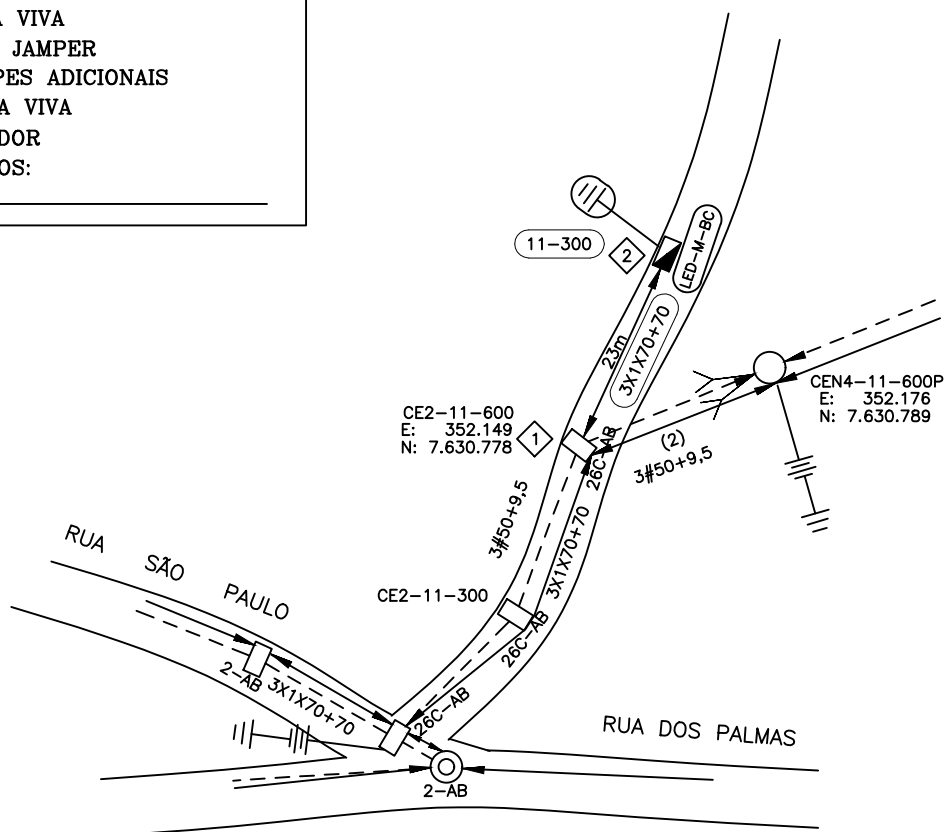 VIVA
JAMPER
ADICIONAIS
VIVA
11-300
2
LED-M-BC
23m
3X1X70+70
CEN4-11-600P
E: 352.176
N: 7.630.789
CE2-11-600
E: 352.149
N: 7.630.778
1
26C-AB
(2)
3#50+9,5
3#50+9,5
3X1X70+70
CE2-11-300
26C-AB
RUA SÃO PAULO
2-AB
3X1X70+70
26C-AB
RUA DOS PALMAS
2-AB